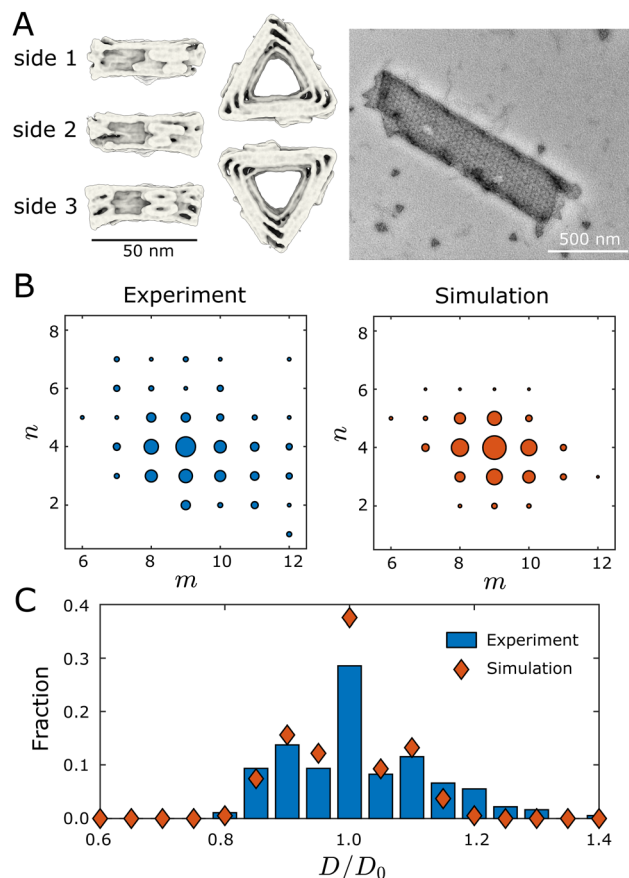 A
side 1
side 2
side 3
50 nm
500 nm
B
Experiment
Simulation
8
6
4
2
n
6
8
10
12
m
8
6
4
2
n
6
8
10
12
m
C
0.4
0.3
0.2
0.1
0.0
Fraction
Experiment
Simulation
0.6
0.8
1.0
1.2
1.4
D/D₀